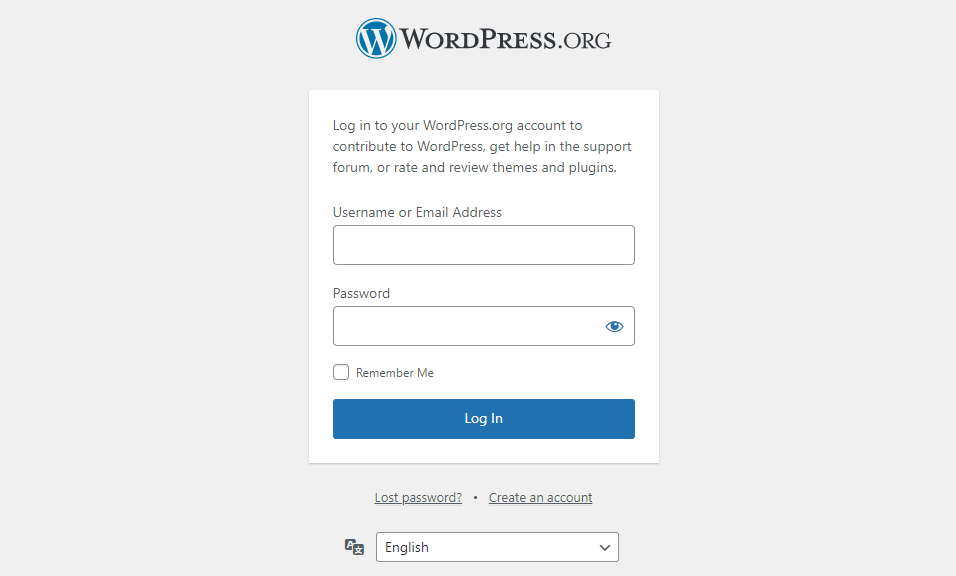 WORDPRESS.ORG
Log in to your WordPress.org account to
contribute to WordPress, get help in the support
forum, or rate and review themes and plugins.
Username or Email Address
Password
Remember Me
Log In
Lost password? • Create an account
English